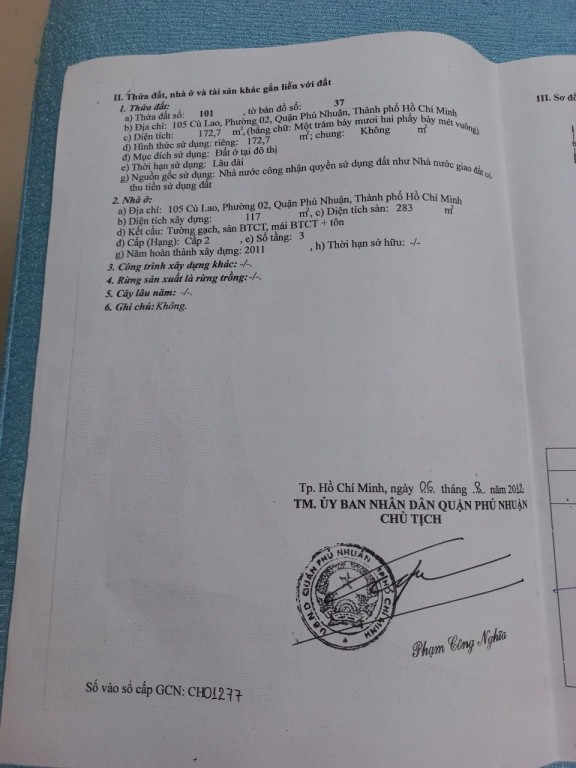 II. Thửa đất, nhà ở và tài sản khác gắn liền với đất
1. Thửa đất:
a) Thửa đất số: 101 , tờ bản đồ số: 37
b) Địa chỉ: 105 Cù Lao, Phường 02, Quận Phú Nhuận, Thành phố Hồ Chí Minh
c) Diện tích: 172,7 m², (bằng chữ: Một trăm bảy mươi hai phẩy bảy mét vuông)
d) Hình thức sử dụng: riêng: 172,7 m²; chung: Không m²
đ) Mục đích sử dụng: Đất ở tại đô thị
e) Thời hạn sử dụng: Lâu dài
g) Nguồn gốc sử dụng: Nhà nước công nhận quyền sử dụng đất như Nhà nước giao đất có
thu tiền sử dụng đất
2. Nhà ở:
a) Địa chỉ: 105 Cù Lao, Phường 02, Quận Phú Nhuận, Thành phố Hồ Chí Minh
b) Diện tích xây dựng: 117 m², c) Diện tích sàn: 283 m²
d) Kết cấu: Tường gạch, sàn BTCT, mái BTCT + tôn
đ) Cấp (Hạng): Cấp 2 , e) Số tầng: 3
g) Năm hoàn thành xây dựng: 2011 , h) Thời hạn sở hữu: -/-
3. Công trình xây dựng khác: -/-.
4. Rừng sản xuất là rừng trồng: -/-.
5. Cây lâu năm: -/-.
6. Ghi chú: Không.
III. Sơ đồ
Tp. Hồ Chí Minh, ngày 06 tháng 8 năm 2012
TM. ỦY BAN NHÂN DÂN QUẬN PHÚ NHUẬN
CHỦ TỊCH
U.B.N.D QUẬN PHÚ NHUẬN TP.HỒ CHÍ MINH
Phạm Công Nghĩa
Số vào sổ cấp GCN: CH01277